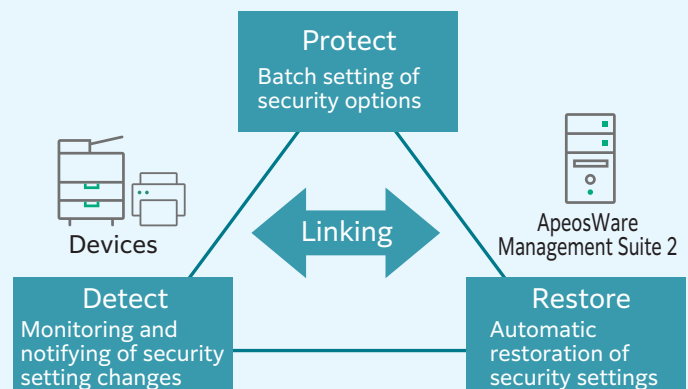 Protect
Batch setting of
security options
Devices
Linking
ApeosWare
Management Suite 2
Detect
Monitoring and
notifying of security
setting changes
Restore
Automatic
restoration of
security settings